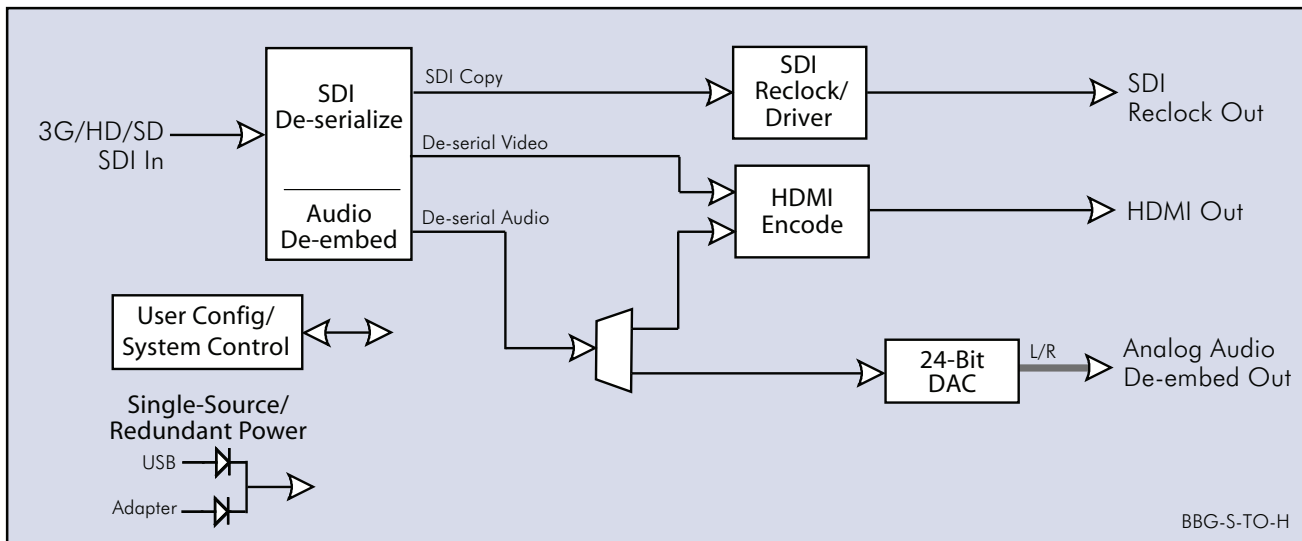 3G/HD/SD
SDI In
SDI
De-serialize
Audio
De-embed
SDI Copy
De-serial Video
De-serial Audio
SDI
Reclock/
Driver
SDI
Reclock Out
HDMI
Encode
HDMI Out
User Config/
System Control
24-Bit
DAC
L/R
Analog Audio
De-embed Out
Single-Source/
Redundant Power
USB
Adapter
BBG-S-TO-H